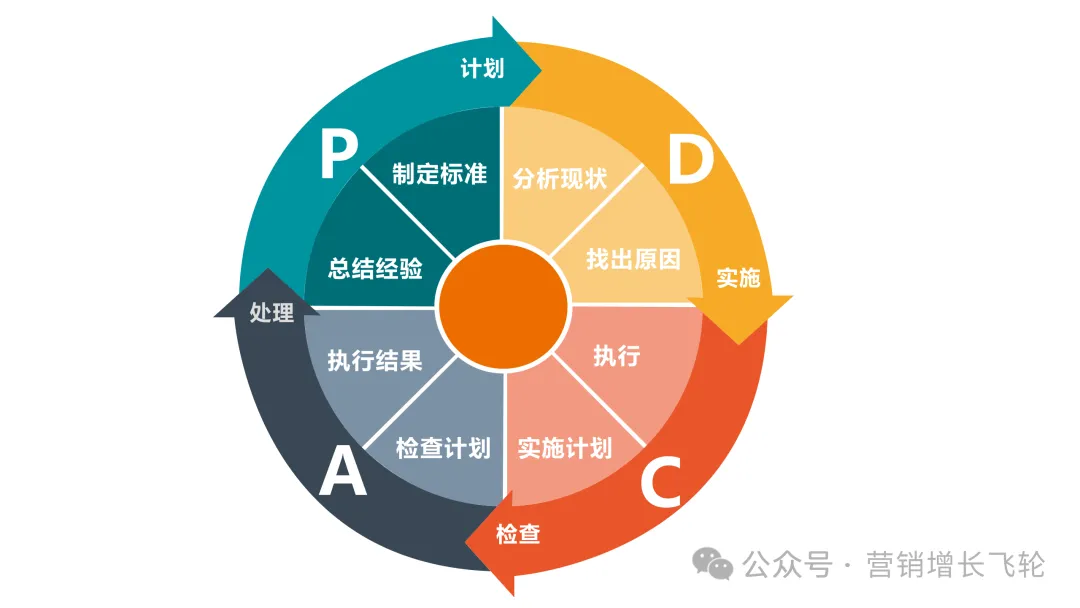 计划
P
D
制定标准
分析现状
总结经验
找出原因
实施
处理
执行结果
执行
检查计划
实施计划
A
C
检查
公众号 · 营销增长飞轮